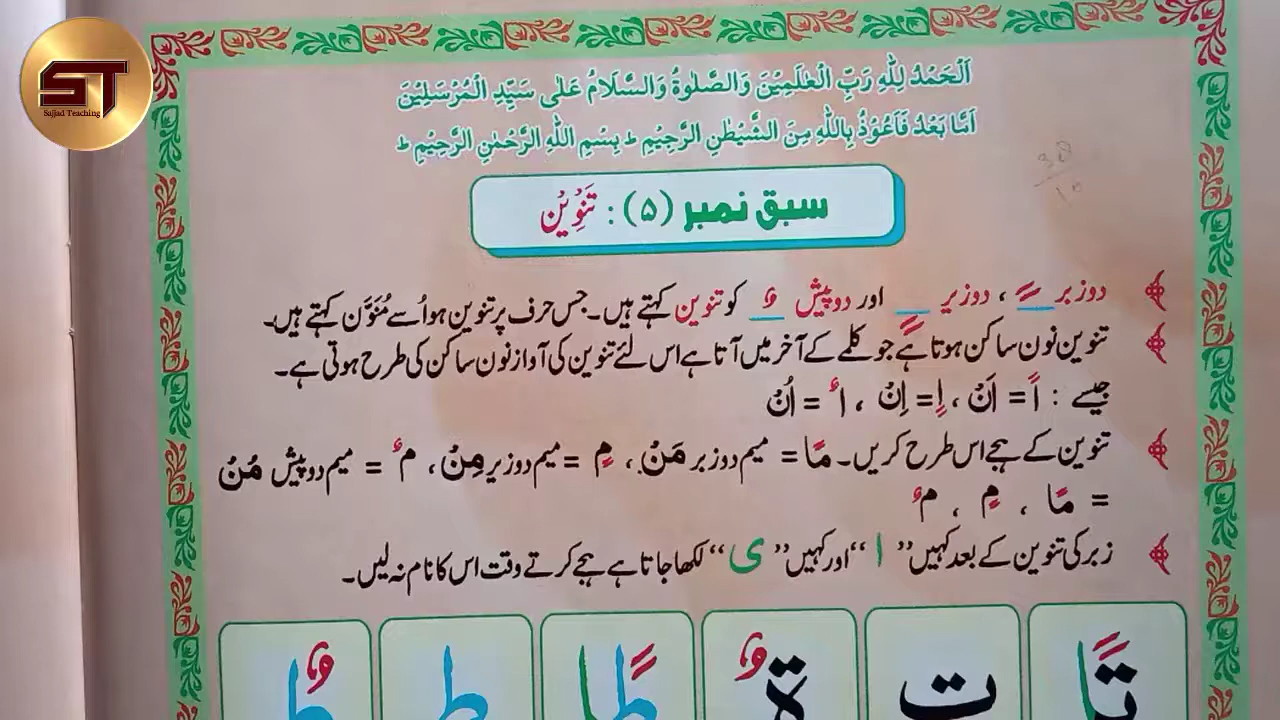 ST
Sajjad Teaching
اَلْحَمْدُ لِلّٰهِ رَبِّ الْعٰلَمِيْنَ وَالصَّلٰوةُ وَالسَّلَامُ عَلٰى سَيِّدِ الْمُرْسَلِيْنَ
اَمَّا بَعْدُ فَاَعُوْذُ بِاللّٰهِ مِنَ الشَّيْطٰنِ الرَّجِيْمِ ط بِسْمِ اللّٰهِ الرَّحْمٰنِ الرَّحِيْمِ ط
سبق نمبر (۵) : تَنْوِیْن
دوزبر ـً ، دوزیر ـٍ اور دو پیش ـٌ کو تنوین کہتے ہیں۔ جس حرف پر تنوین ہو اُسے مُنَوَّن کہتے ہیں۔
تنوین نون ساکن ہوتا ہے جو کلمے کے آخر میں آتا ہے اس لئے تنوین کی آواز نون ساکن کی طرح ہوتی ہے۔
جیسے : اً = اَنْ ، اٍ = اِنْ ، اٌ = اُنْ
تنوین کے ہجے اس طرح کریں۔ مًا = میم دوزبر مَنْ ، مٍ = میم دوزیر مِنْ ، مٌ = میم دو پیش مُنْ
= مًا ، مٍ ، مٌ
زبر کی تنوین کے بعد کہیں ”ا“ اور کہیں ”ی“ لکھا جاتا ہے ہجے کرتے وقت اس کا نام نہ لیں۔
تًا ت ةٌ طًا ط طٌ